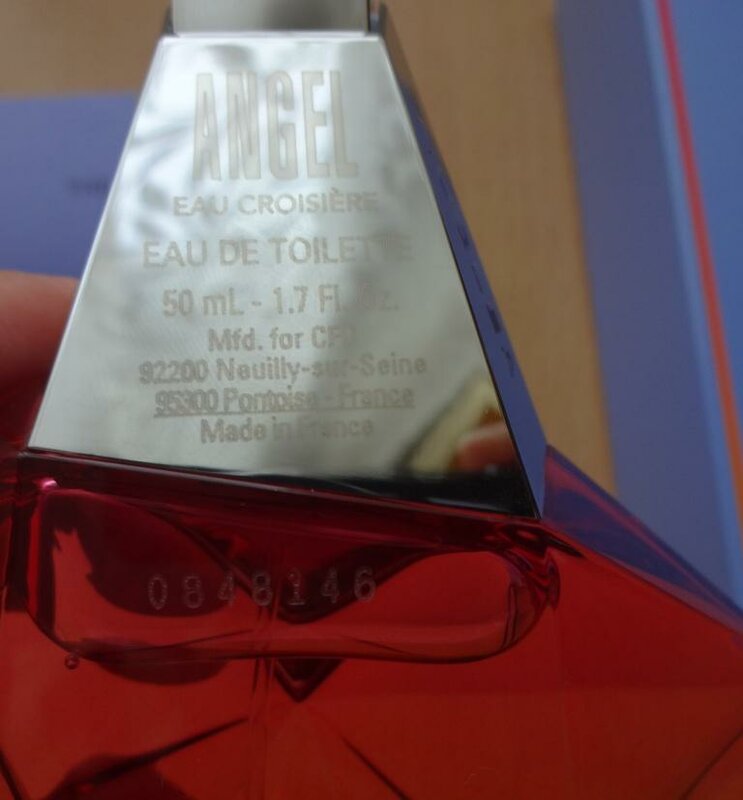 ANGEL
EAU CROISIÈRE
EAU DE TOILETTE
50 mL - 1.7 Fl. Oz.
Mfd. for CFD
92200 Neuilly-sur-Seine
95300 Pontoise - France
Made in France
0848146